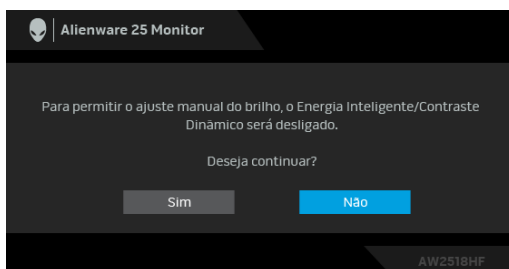 Alienware 25 Monitor
Para permitir o ajuste manual do brilho, o Energia Inteligente/Contraste
Dinâmico será desligado.
Deseja continuar?
Sim
Não
AW2518HF